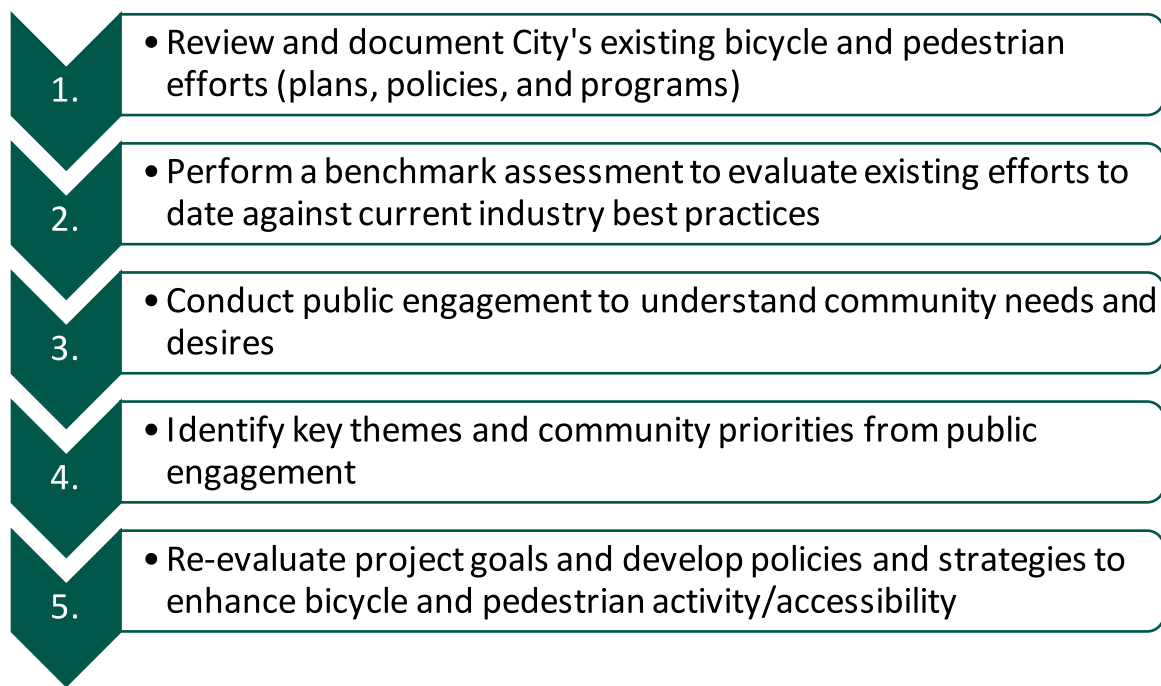 1.
• Review and document City's existing bicycle and pedestrian
efforts (plans, policies, and programs)
2.
• Perform a benchmark assessment to evaluate existing efforts to
date against current industry best practices
3.
• Conduct public engagement to understand community needs and
desires
4.
• Identify key themes and community priorities from public
engagement
5.
• Re-evaluate project goals and develop policies and strategies to
enhance bicycle and pedestrian activity/accessibility